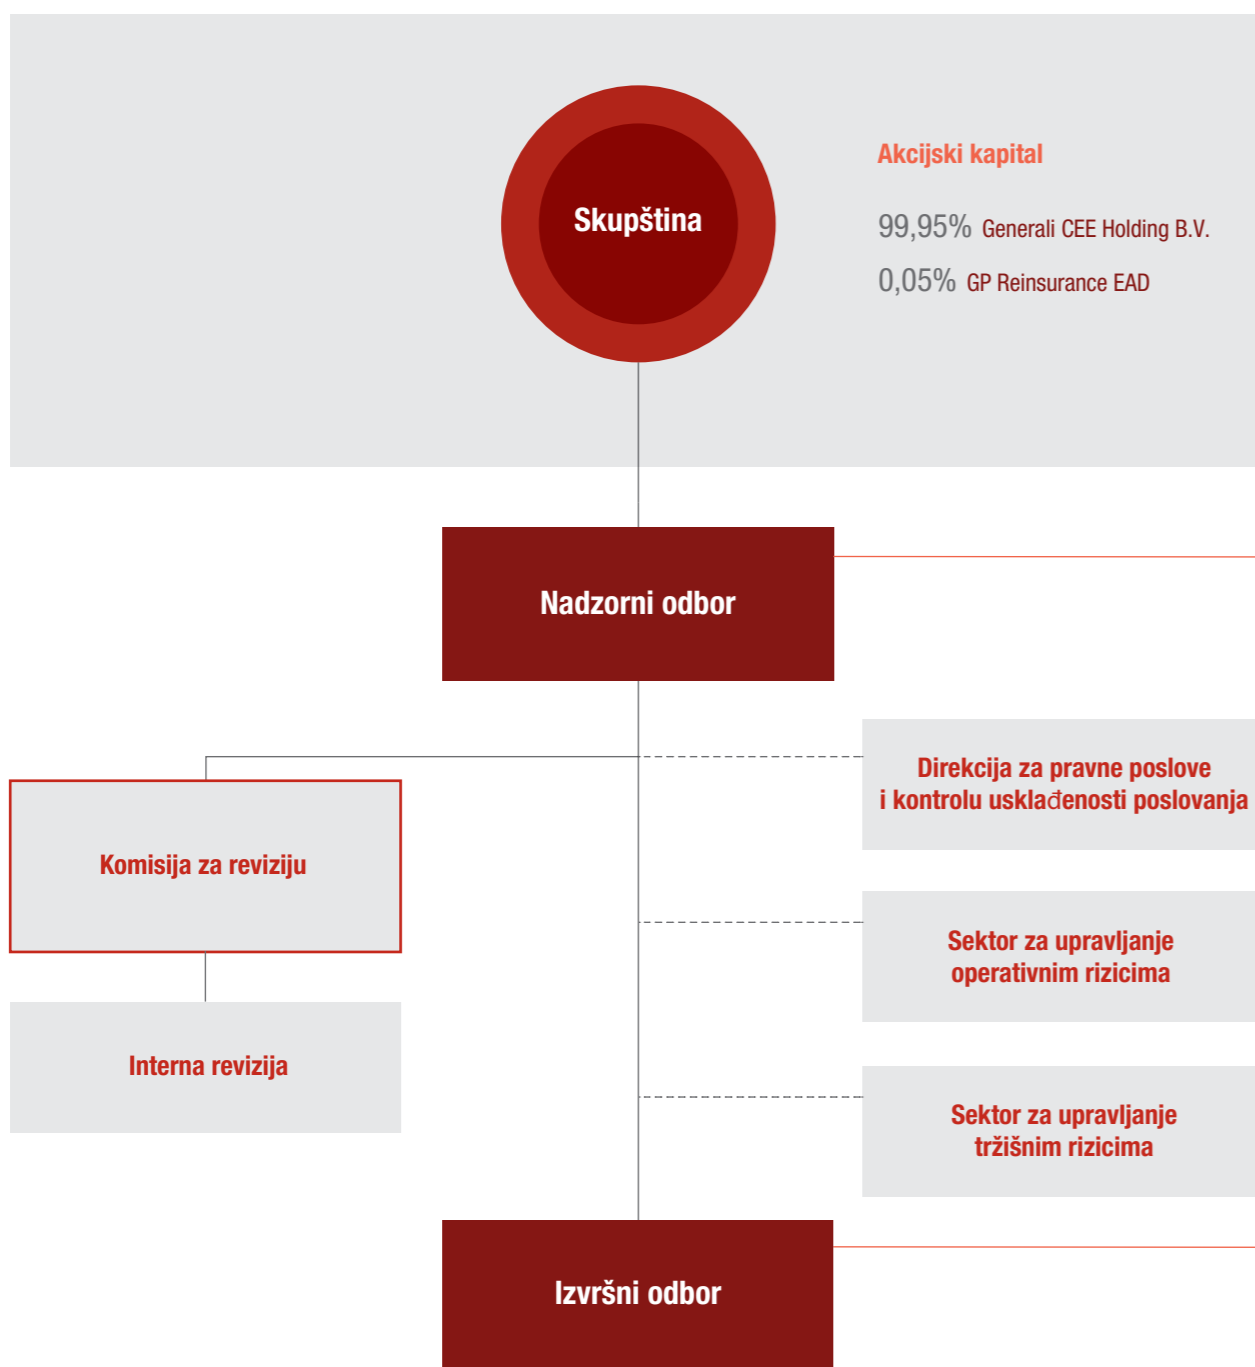 Skupština
Akcijski kapital
99,95% Generali CEE Holding B.V.
0,05% GP Reinsurance EAD
Nadzorni odbor
Direkcija za pravne poslove
i kontrolu usklađenosti poslovanja
Komisija za reviziju
Sektor za upravljanje
operativnim rizicima
Interna revizija
Sektor za upravljanje
tržišnim rizicima
Izvršni odbor